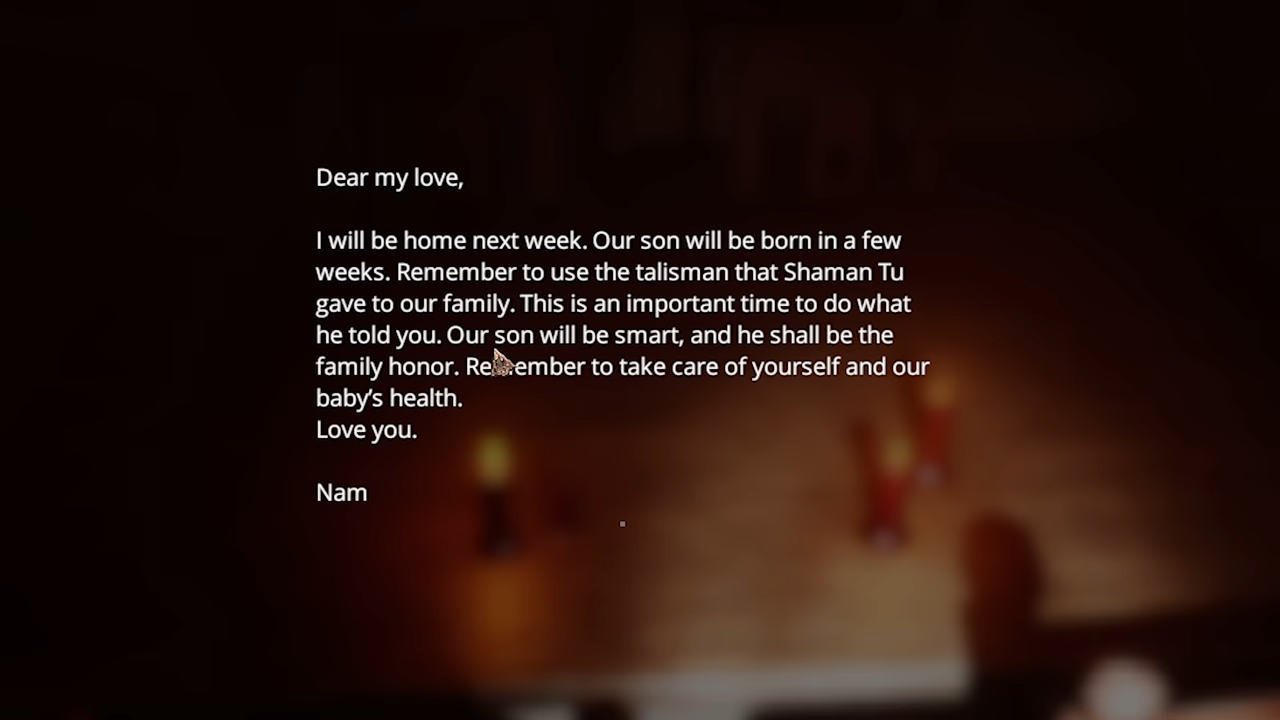 Dear my love,
I will be home next week. Our son will be born in a few
weeks. Remember to use the talisman that Shaman Tu
gave to our family. This is an important time to do what
he told you. Our son will be smart, and he shall be the
family honor. Remember to take care of yourself and our
baby's health.
Love you.
Nam